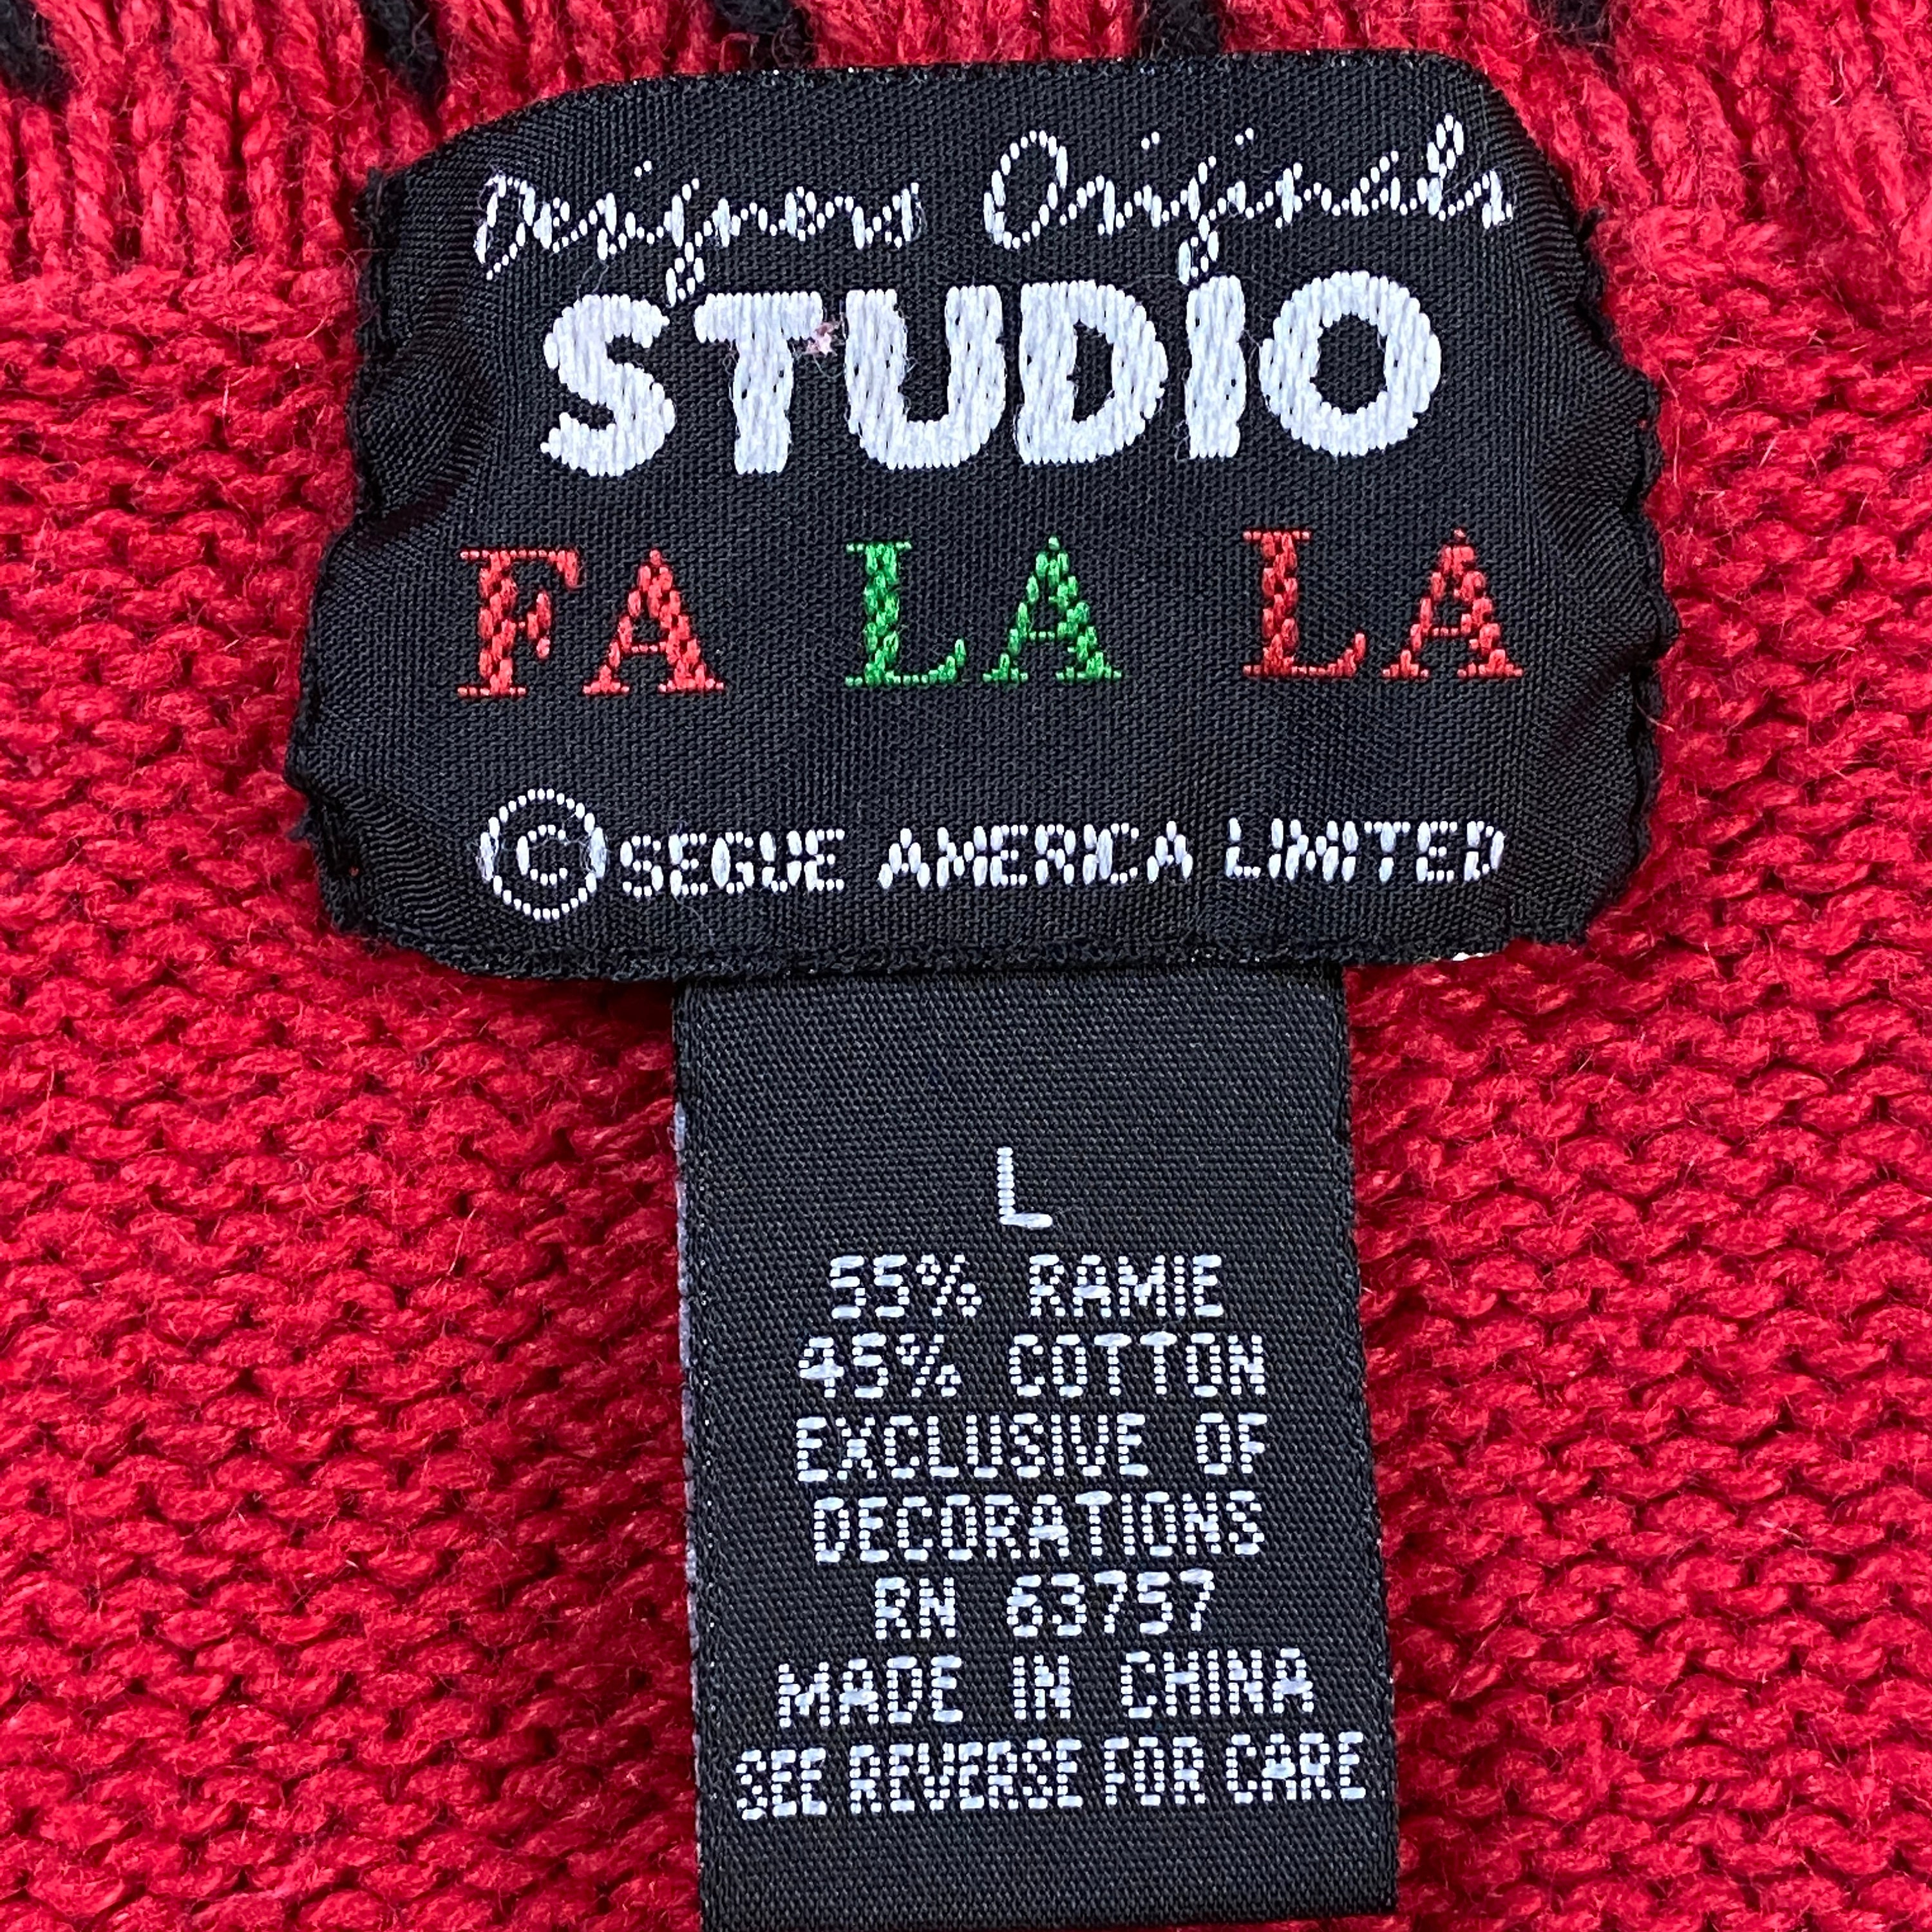 Designers Originals
STUDIO
FA LA LA
©SEGUE AMERICA LIMITED
L
55% RAMIE
45% COTTON
EXCLUSIVE OF
DECORATIONS
RN 63757
MADE IN CHINA
SEE REVERSE FOR CARE